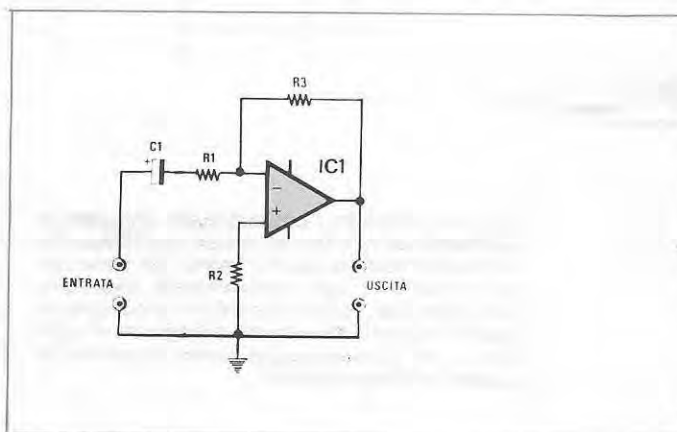 R3
C1
+
R1
IC1
−
+
R2
ENTRATA
USCITA